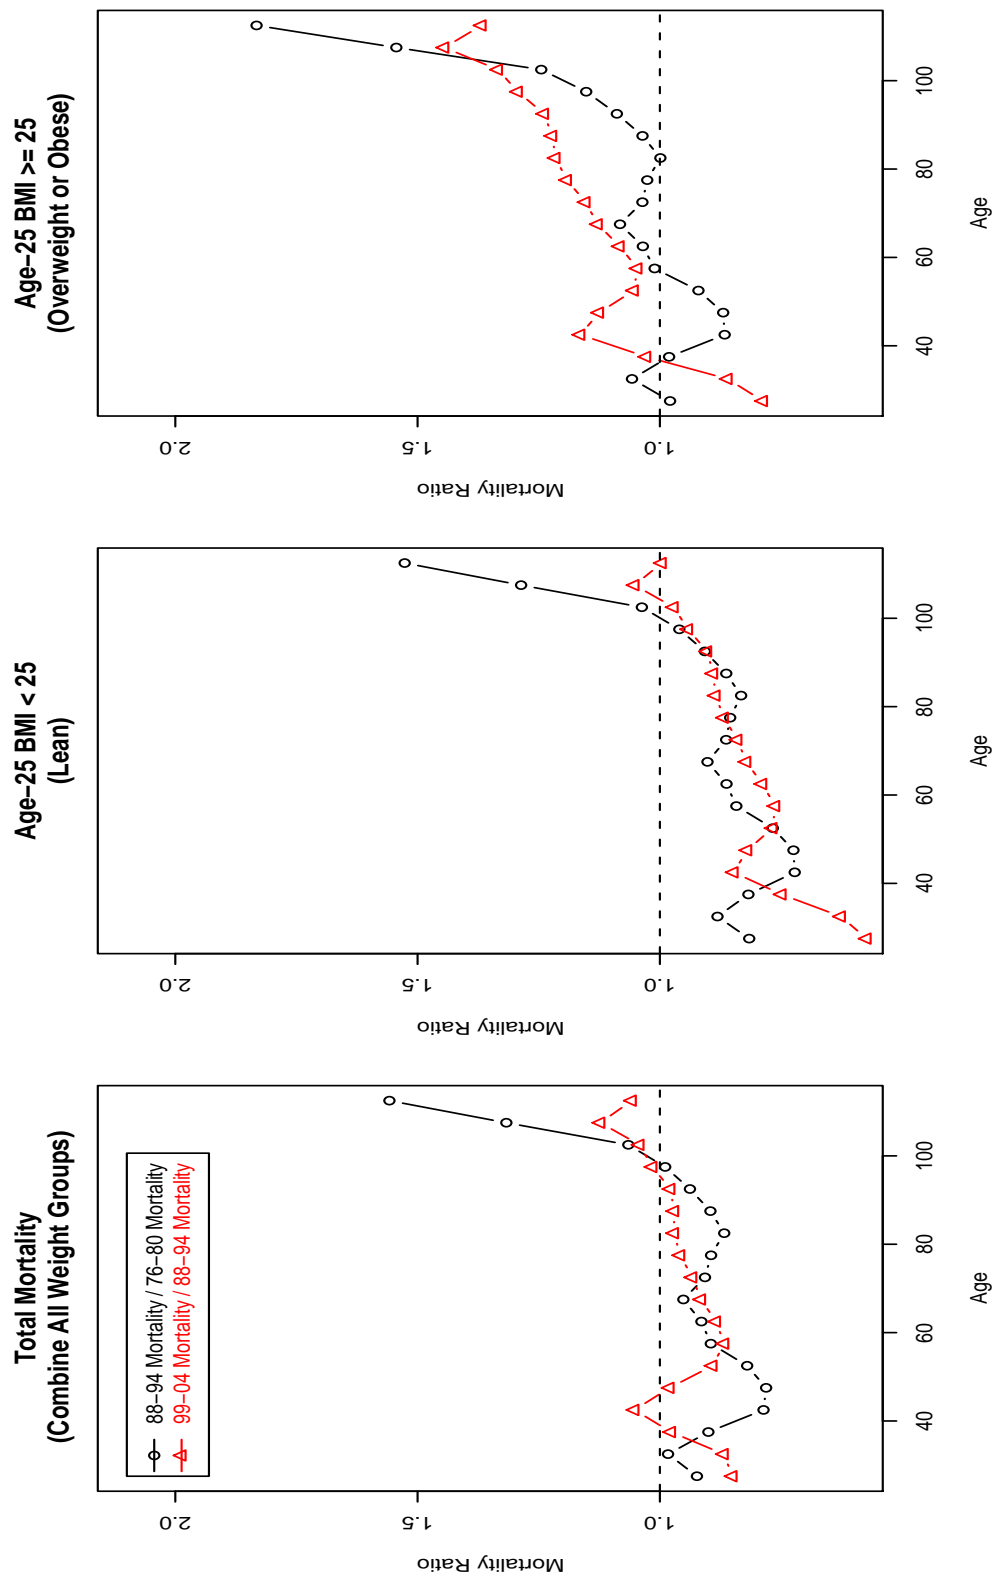 Total Mortality
(Combine All Weight Groups)
88−94 Mortality / 76−80 Mortality
99−04 Mortality / 88−94 Mortality
Mortality Ratio
2.0
1.5
1.0
40
60
80
100
Age
Age−25 BMI < 25
(Lean)
Mortality Ratio
2.0
1.5
1.0
40
60
80
100
Age
Age−25 BMI >= 25
(Overweight or Obese)
Mortality Ratio
2.0
1.5
1.0
40
60
80
100
Age